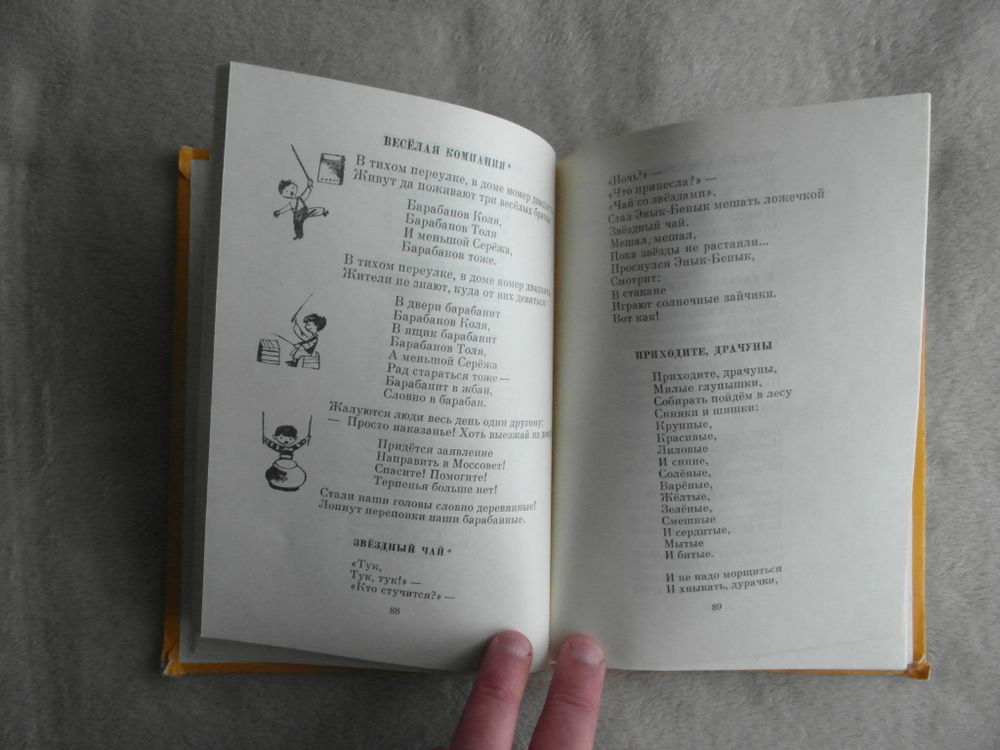 ВЕСЁЛАЯ КОМПАНИЯ*
В тихом переулке, в доме номер двадцать,
Живут да поживают три весёлых братца
Барабанов Коля,
Барабанов Толя
И меньшой Серёжа,
Барабанов тоже.
В тихом переулке, в доме номер двадцать,
Жители не знают, куда от них деваться:
В двери барабанит
Барабанов Коля,
В ящик барабанит
Барабанов Толя,
А меньшой Серёжа
Рад стараться тоже —
Барабанит в жбан,
Словно в барабан.
Жалуются люди весь день один другому:
— Просто наказанье! Хоть выезжай из
Придётся заявление
Направить в Моссовет!
Спасите! Помогите!
Терпенья больше нет!
Стали наши головы словно деревянные!
Лопнут перепонки наши барабанные.
ЗВЁЗДНЫЙ ЧАЙ*
«Тук,
Тук, тук!» —
«Кто стучится?» —
88
«Ночь!» —
«Что принесла?» —
«Чай со звёздами».
Стал Энык-Бенык мешать ложечкой
Звёздный чай.
Мешал, мешал,
Пока звёзды не растаяли...
Проснулся Энык-Бенык,
Смотрит:
В стакане
Играют солнечные зайчики.
Вот как!
ПРИХОДИТЕ, ДРАЧУНЫ
Приходите, драчуны,
Милые глупышки,
Собирать пойдём в лесу
Синяки и шишки:
Крупные,
Красивые,
Лиловые
И синие,
Солёные,
Варёные,
Жёлтые,
Зелёные,
Смешные
И сердитые,
Мытые
И битые.
И не надо морщиться
И хныкать, дурачки,
89